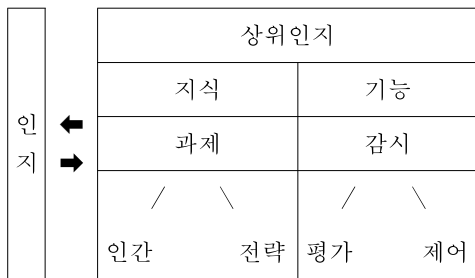 상위인지
지식 기능
인
지
과제 감시
인간 전략 평가 제어